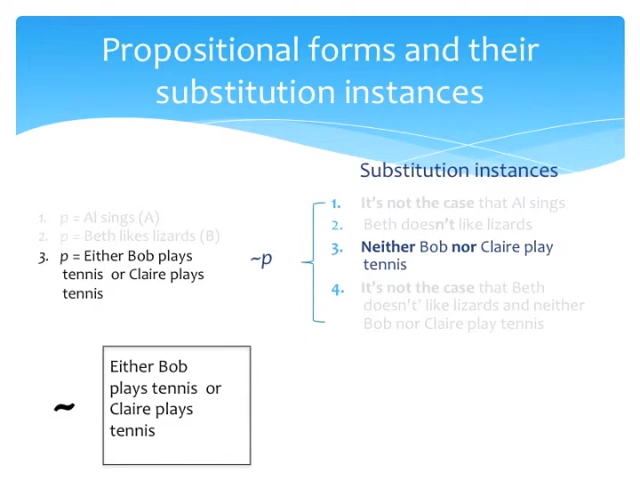 Propositional forms and their
substitution instances
Substitution instances
1. p = Al sings (A)
2. p = Beth likes lizards (B)
3. p = Either Bob plays
tennis or Claire plays
tennis
~p
1. It's not the case that Al sings
2. Beth doesn't like lizards
3. Neither Bob nor Claire play
tennis
4. It's not the case that Beth
doesn't' like lizards and neither
Bob nor Claire play tennis
~
Either Bob
plays tennis or
Claire plays
tennis